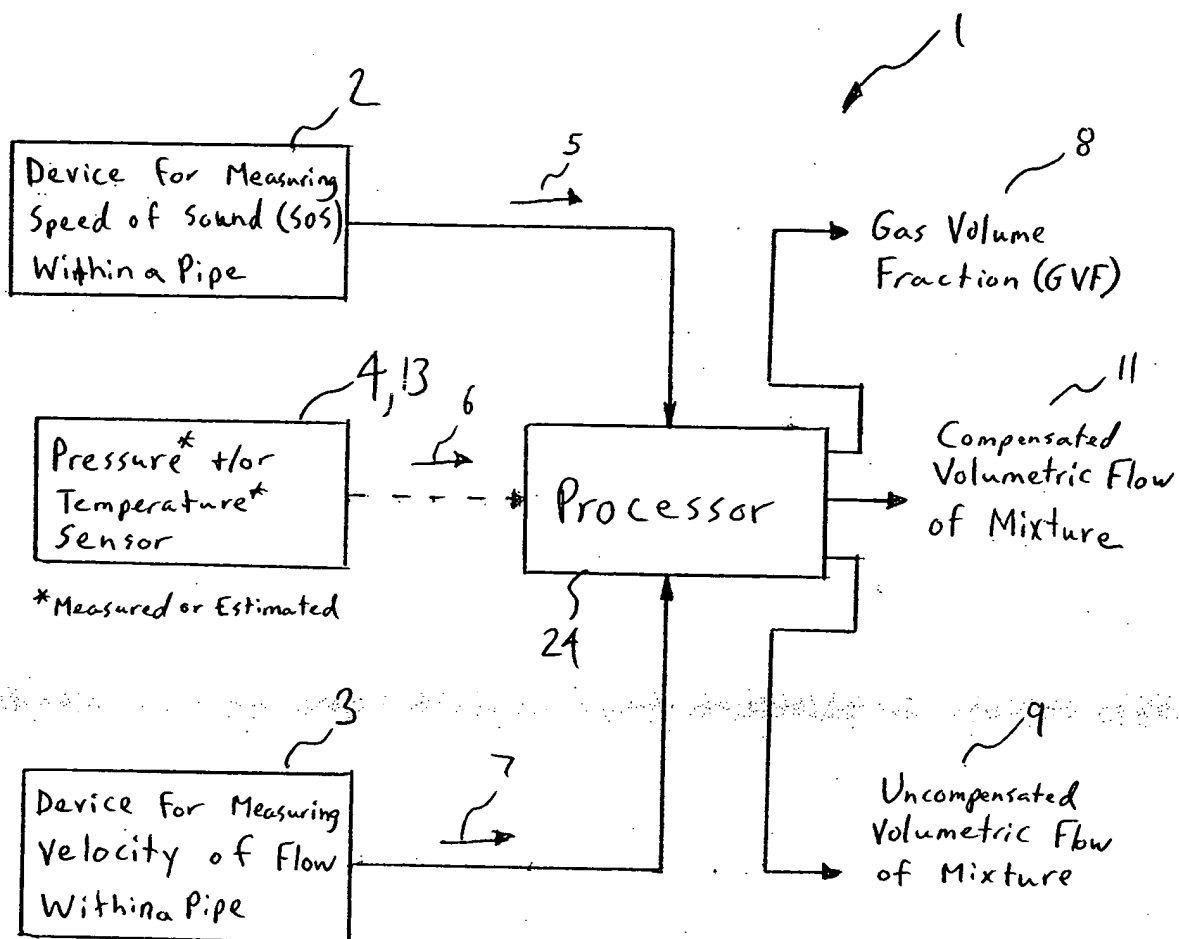 1
2
Device for Measuring
Speed of Sound (SOS)
Within a Pipe
5
8
Gas Volume
Fraction (GVF)
4,13
Pressure* +/or
Temperature*
Sensor
*Measured or Estimated
6
Processor
24
11
Compensated
Volumetric Flow
of Mixture
3
Device for Measuring
Velocity of Flow
Within a Pipe
7
9
Uncompensated
Volumetric Flow
of Mixture